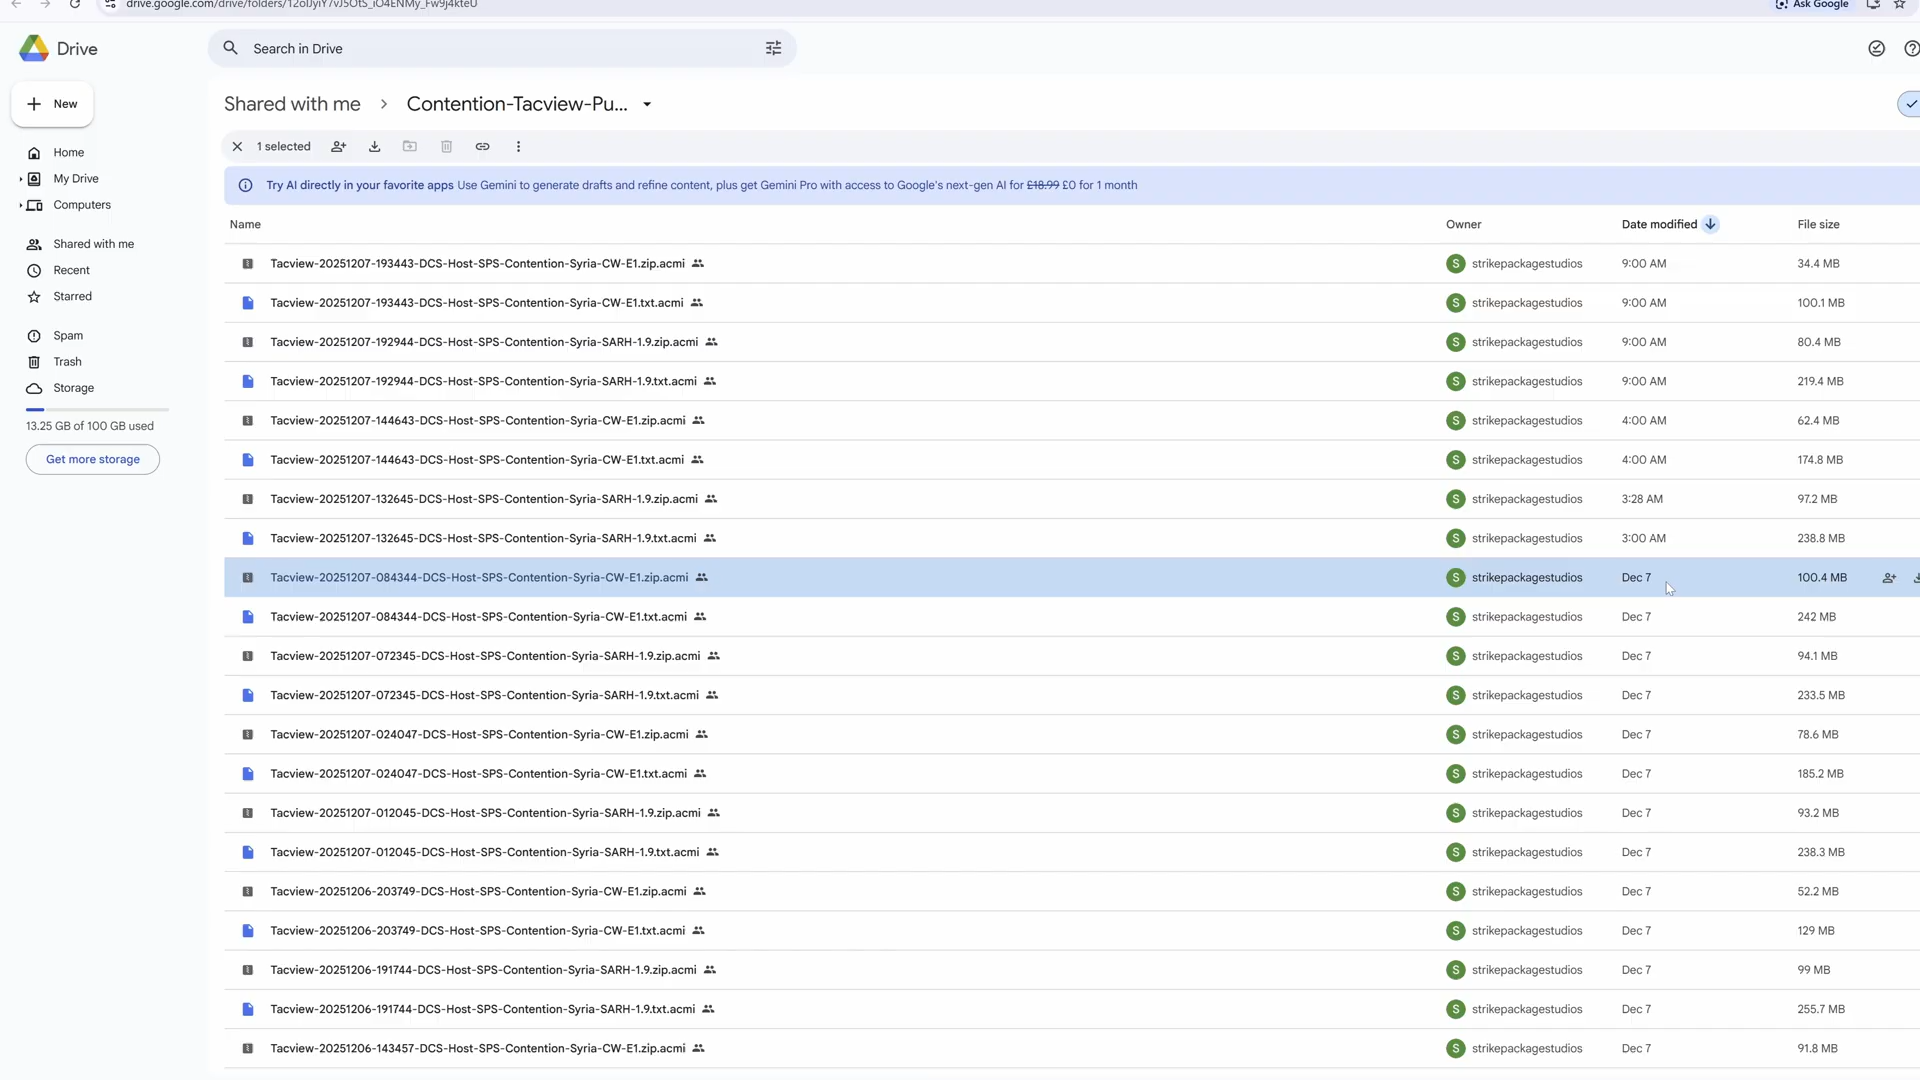 Ask Google
Drive
Search in Drive
New
Shared with me
Contention-Tacview-Pu...
Home
My Drive
Computers
Shared with me
Recent
Starred
Spam
Trash
Storage
13.25 GB of 100 GB used
Get more storage
1 selected
Try AI directly in your favorite apps Use Gemini to generate drafts and refine content, plus get Gemini Pro with access to Google's next-gen AI for £18.99 £0 for 1 month
Name Owner Date modified File size
Tacview-20251207-193443-DCS-Host-SPS-Contention-Syria-CW-E1.zip.acmi S strikepackagestudios 9:00 AM 34.4 MB
Tacview-20251207-193443-DCS-Host-SPS-Contention-Syria-CW-E1.txt.acmi S strikepackagestudios 9:00 AM 100.1 MB
Tacview-20251207-192944-DCS-Host-SPS-Contention-Syria-SARH-1.9.zip.acmi S strikepackagestudios 9:00 AM 80.4 MB
Tacview-20251207-192944-DCS-Host-SPS-Contention-Syria-SARH-1.9.txt.acmi S strikepackagestudios 9:00 AM 219.4 MB
Tacview-20251207-144643-DCS-Host-SPS-Contention-Syria-CW-E1.zip.acmi S strikepackagestudios 4:00 AM 62.4 MB
Tacview-20251207-144643-DCS-Host-SPS-Contention-Syria-CW-E1.txt.acmi S strikepackagestudios 4:00 AM 174.8 MB
Tacview-20251207-132645-DCS-Host-SPS-Contention-Syria-SARH-1.9.zip.acmi S strikepackagestudios 3:28 AM 97.2 MB
Tacview-20251207-132645-DCS-Host-SPS-Contention-Syria-SARH-1.9.txt.acmi S strikepackagestudios 3:00 AM 238.8 MB
Tacview-20251207-084344-DCS-Host-SPS-Contention-Syria-CW-E1.zip.acmi S strikepackagestudios Dec 7 100.4 MB
Tacview-20251207-084344-DCS-Host-SPS-Contention-Syria-CW-E1.txt.acmi S strikepackagestudios Dec 7 242 MB
Tacview-20251207-072345-DCS-Host-SPS-Contention-Syria-SARH-1.9.zip.acmi S strikepackagestudios Dec 7 94.1 MB
Tacview-20251207-072345-DCS-Host-SPS-Contention-Syria-SARH-1.9.txt.acmi S strikepackagestudios Dec 7 233.5 MB
Tacview-20251207-024047-DCS-Host-SPS-Contention-Syria-CW-E1.zip.acmi S strikepackagestudios Dec 7 78.6 MB
Tacview-20251207-024047-DCS-Host-SPS-Contention-Syria-CW-E1.txt.acmi S strikepackagestudios Dec 7 185.2 MB
Tacview-20251207-012045-DCS-Host-SPS-Contention-Syria-SARH-1.9.zip.acmi S strikepackagestudios Dec 7 93.2 MB
Tacview-20251207-012045-DCS-Host-SPS-Contention-Syria-SARH-1.9.txt.acmi S strikepackagestudios Dec 7 238.3 MB
Tacview-20251206-203749-DCS-Host-SPS-Contention-Syria-CW-E1.zip.acmi S strikepackagestudios Dec 7 52.2 MB
Tacview-20251206-203749-DCS-Host-SPS-Contention-Syria-CW-E1.txt.acmi S strikepackagestudios Dec 7 129 MB
Tacview-20251206-191744-DCS-Host-SPS-Contention-Syria-SARH-1.9.zip.acmi S strikepackagestudios Dec 7 99 MB
Tacview-20251206-191744-DCS-Host-SPS-Contention-Syria-SARH-1.9.txt.acmi S strikepackagestudios Dec 7 255.7 MB
Tacview-20251206-143457-DCS-Host-SPS-Contention-Syria-CW-E1.zip.acmi S strikepackagestudios Dec 7 91.8 MB